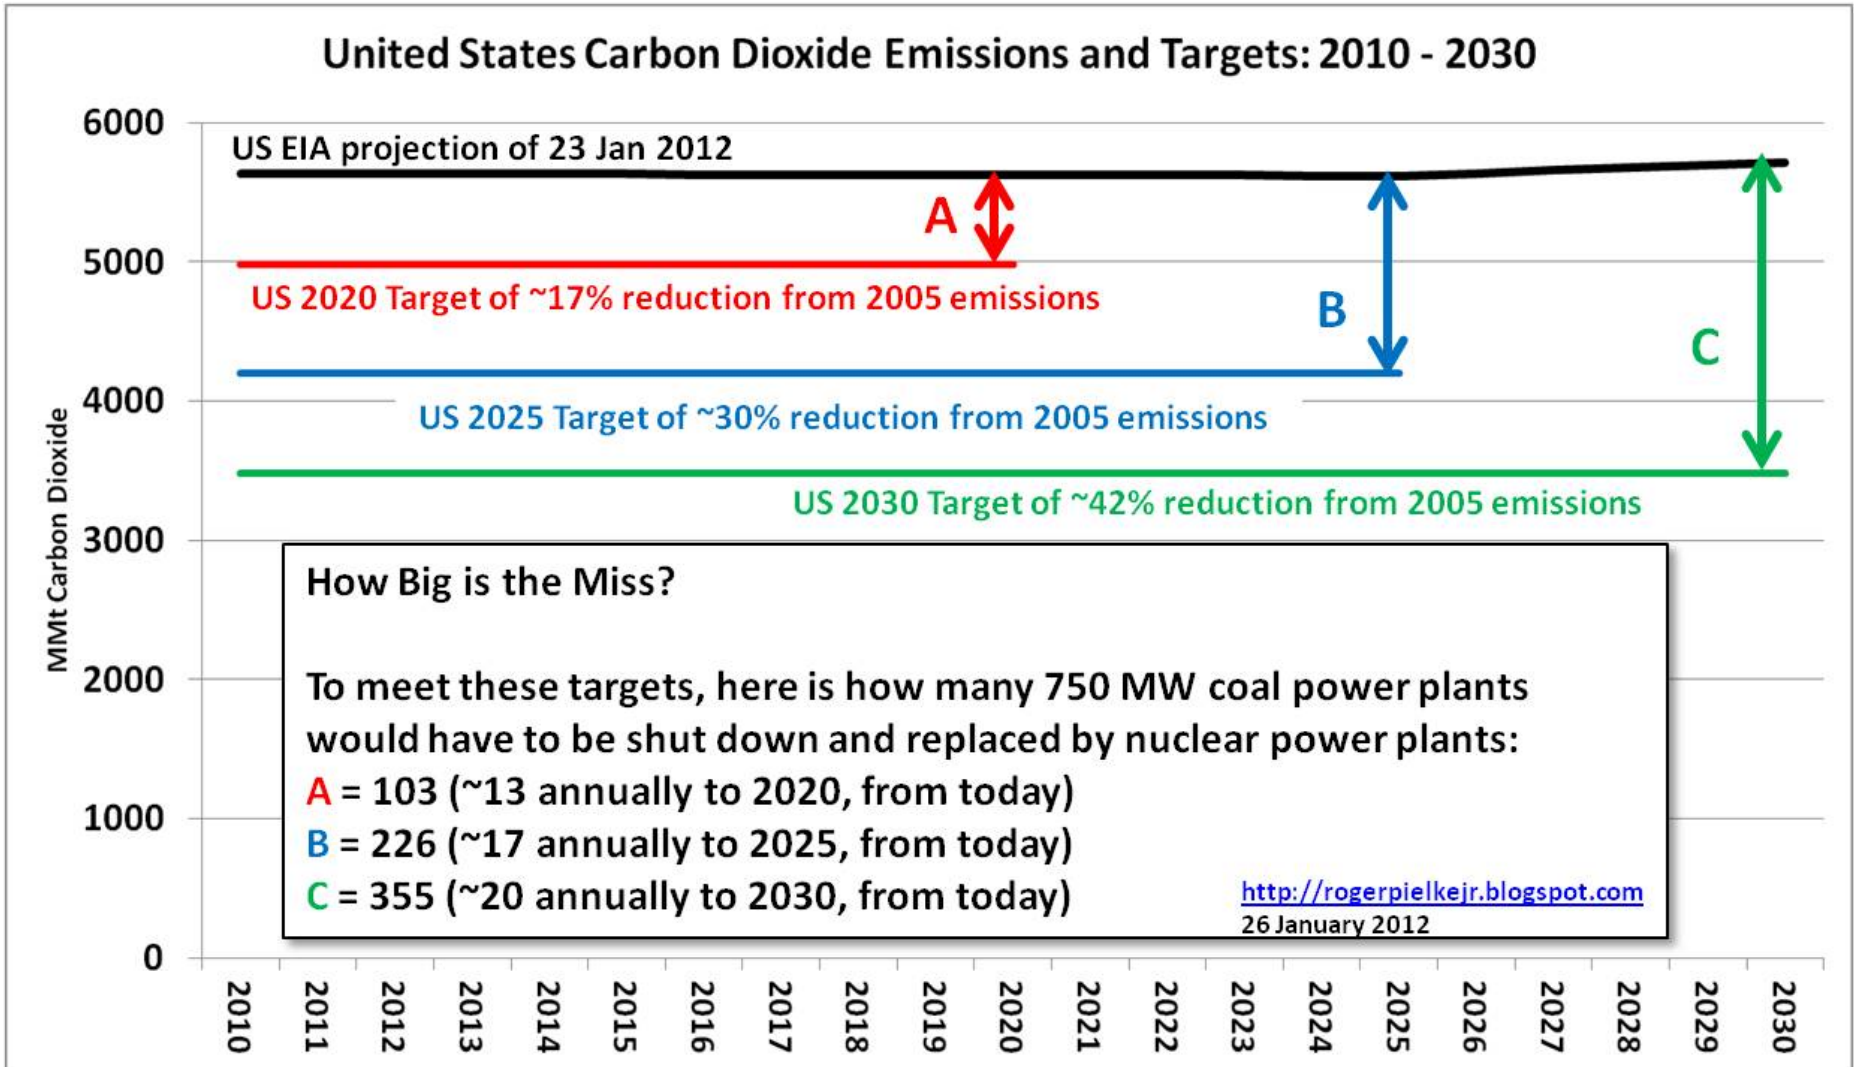 United States Carbon Dioxide Emissions and Targets: 2010 - 2030
6000
US EIA projection of 23 Jan 2012
A
5000
US 2020 Target of ~17% reduction from 2005 emissions
B
C
4000
US 2025 Target of ~30% reduction from 2005 emissions
MMt Carbon Dioxide
US 2030 Target of ~42% reduction from 2005 emissions
3000
How Big is the Miss?
2000
To meet these targets, here is how many 750 MW coal power plants
would have to be shut down and replaced by nuclear power plants:
A = 103 (~13 annually to 2020, from today)
1000
B = 226 (~17 annually to 2025, from today)
C = 355 (~20 annually to 2030, from today)
http://rogerpielkejr.blogspot.com
26 January 2012
0
2010
2011
2012
2013
2014
2015
2016
2017
2018
2019
2020
2021
2022
2023
2024
2025
2026
2027
2028
2029
2030